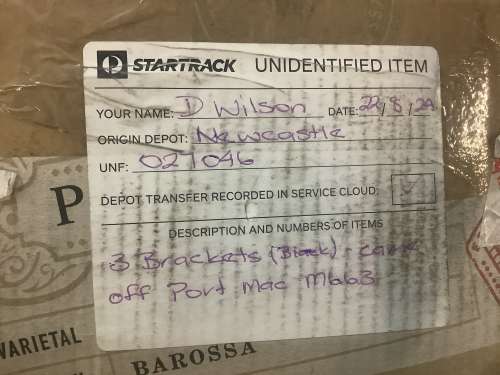 STARTRACK UNIDENTIFIED ITEM
YOUR NAME: D Wilson DATE: 22/8/24
ORIGIN DEPOT: Newcastle
UNF: 021046
DEPOT TRANSFER RECORDED IN SERVICE CLOUD:
DESCRIPTION AND NUMBERS OF ITEMS
3 Brackets (Black) - came
off Port Mac M663
P
VARIETAL
BAROSSA